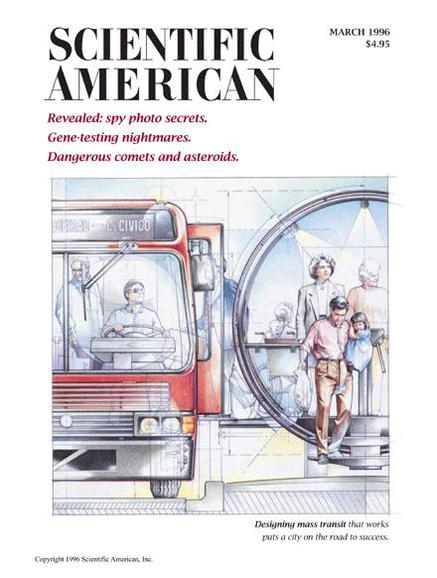 SCIENTIFIC
AMERICAN
MARCH 1996
$4.95
Revealed: spy photo secrets.
Gene-testing nightmares.
Dangerous comets and asteroids.
C. CIVICO
Designing mass transit that works
puts a city on the road to success.
Copyright 1996 Scientific American, Inc.